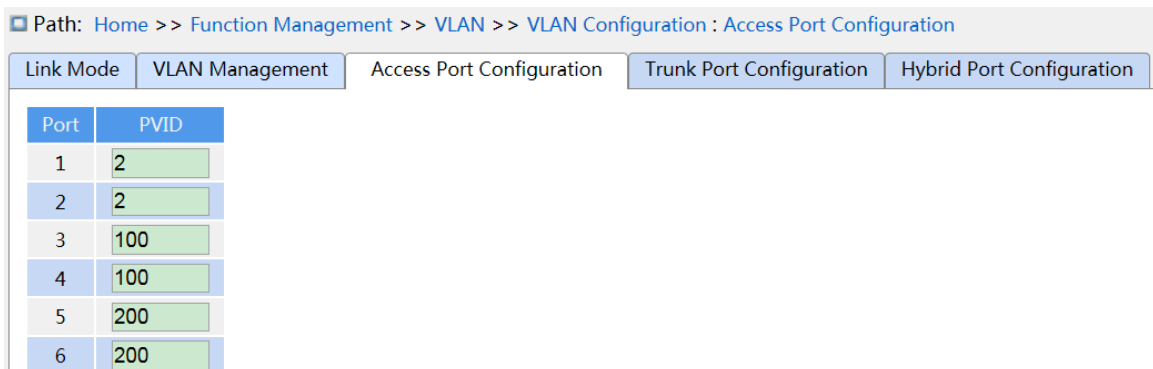 Path: Home >> Function Management >> VLAN >> VLAN Configuration : Access Port Configuration
Link Mode VLAN Management Access Port Configuration Trunk Port Configuration Hybrid Port Configuration
Port PVID
1 2
2 2
3 100
4 100
5 200
6 200